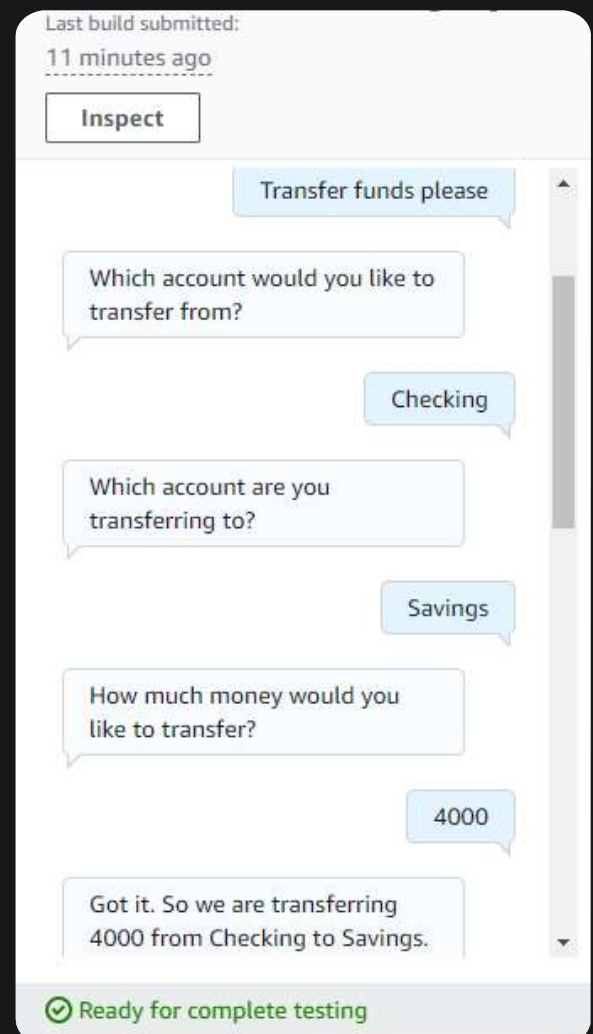 Last build submitted:
11 minutes ago
Inspect
Transfer funds please
Which account would you like to
transfer from?
Checking
Which account are you
transferring to?
Savings
How much money would you
like to transfer?
4000
Got it. So we are transferring
4000 from Checking to Savings.
Ready for complete testing